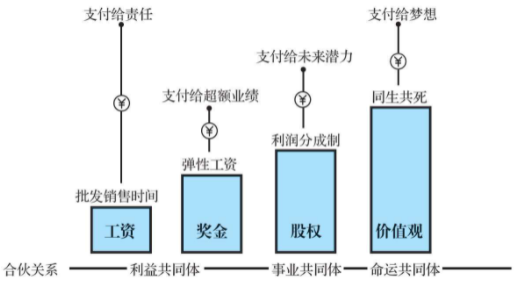 支付给责任
支付给梦想
支付给未来潜力
支付给超额业绩
¥
¥
¥
¥
同生共死
利润分成制
弹性工资
批发销售时间
工资
奖金
股权
价值观
合伙关系
利益共同体
事业共同体
命运共同体